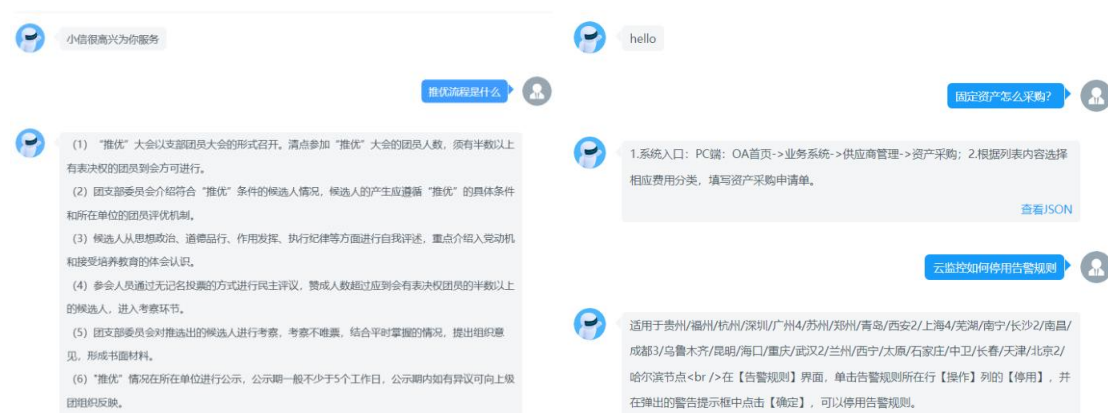 小信很高兴为你服务
推优流程是什么
(1) “推优”大会以支部团员大会的形式召开。清点参加“推优”大会的团员人数，须有半数以上
有表决权的团员到会方可进行。
(2) 团支部委员会介绍符合“推优”条件的候选人情况，候选人的产生应遵循“推优”的具体条件
和所在单位的团员评优机制。
(3) 候选人从思想政治、道德品行、作用发挥、执行纪律等方面进行自我评述，重点介绍入党动机
和接受培养教育的体会认识。
(4) 参会人员通过无记名投票的方式进行民主评议，赞成人数超过应到会有表决权团员的半数以上
的候选人，进入考察环节。
(5) 团支部委员会对推选出的候选人进行考察，考察不唯票，结合平时掌握的情况，提出组织意
见，形成书面材料。
(6) “推优”情况在所在单位进行公示，公示期一般不少于5个工作日，公示期内如有异议可向上级
团组织反映。
hello
固定资产怎么采购？
1.系统入口：PC端：OA首页->业务系统->供应商管理->资产采购；2.根据列表内容选择
相应费用分类，填写资产采购申请单。
查看JSON
云监控如何停用告警规则
适用于贵州/福州/杭州/深圳/广州4/苏州/郑州/青岛/西安2/上海4/芜湖/南宁/长沙2/南昌/
成都3/乌鲁木齐/昆明/海口/重庆/武汉2/兰州/西宁/太原/石家庄/中卫/长春/天津/北京2/
哈尔滨节点<br />在【告警规则】界面，单击告警规则所在行【操作】列的【停用】，并
在弹出的警告提示框中点击【确定】，可以停用告警规则。